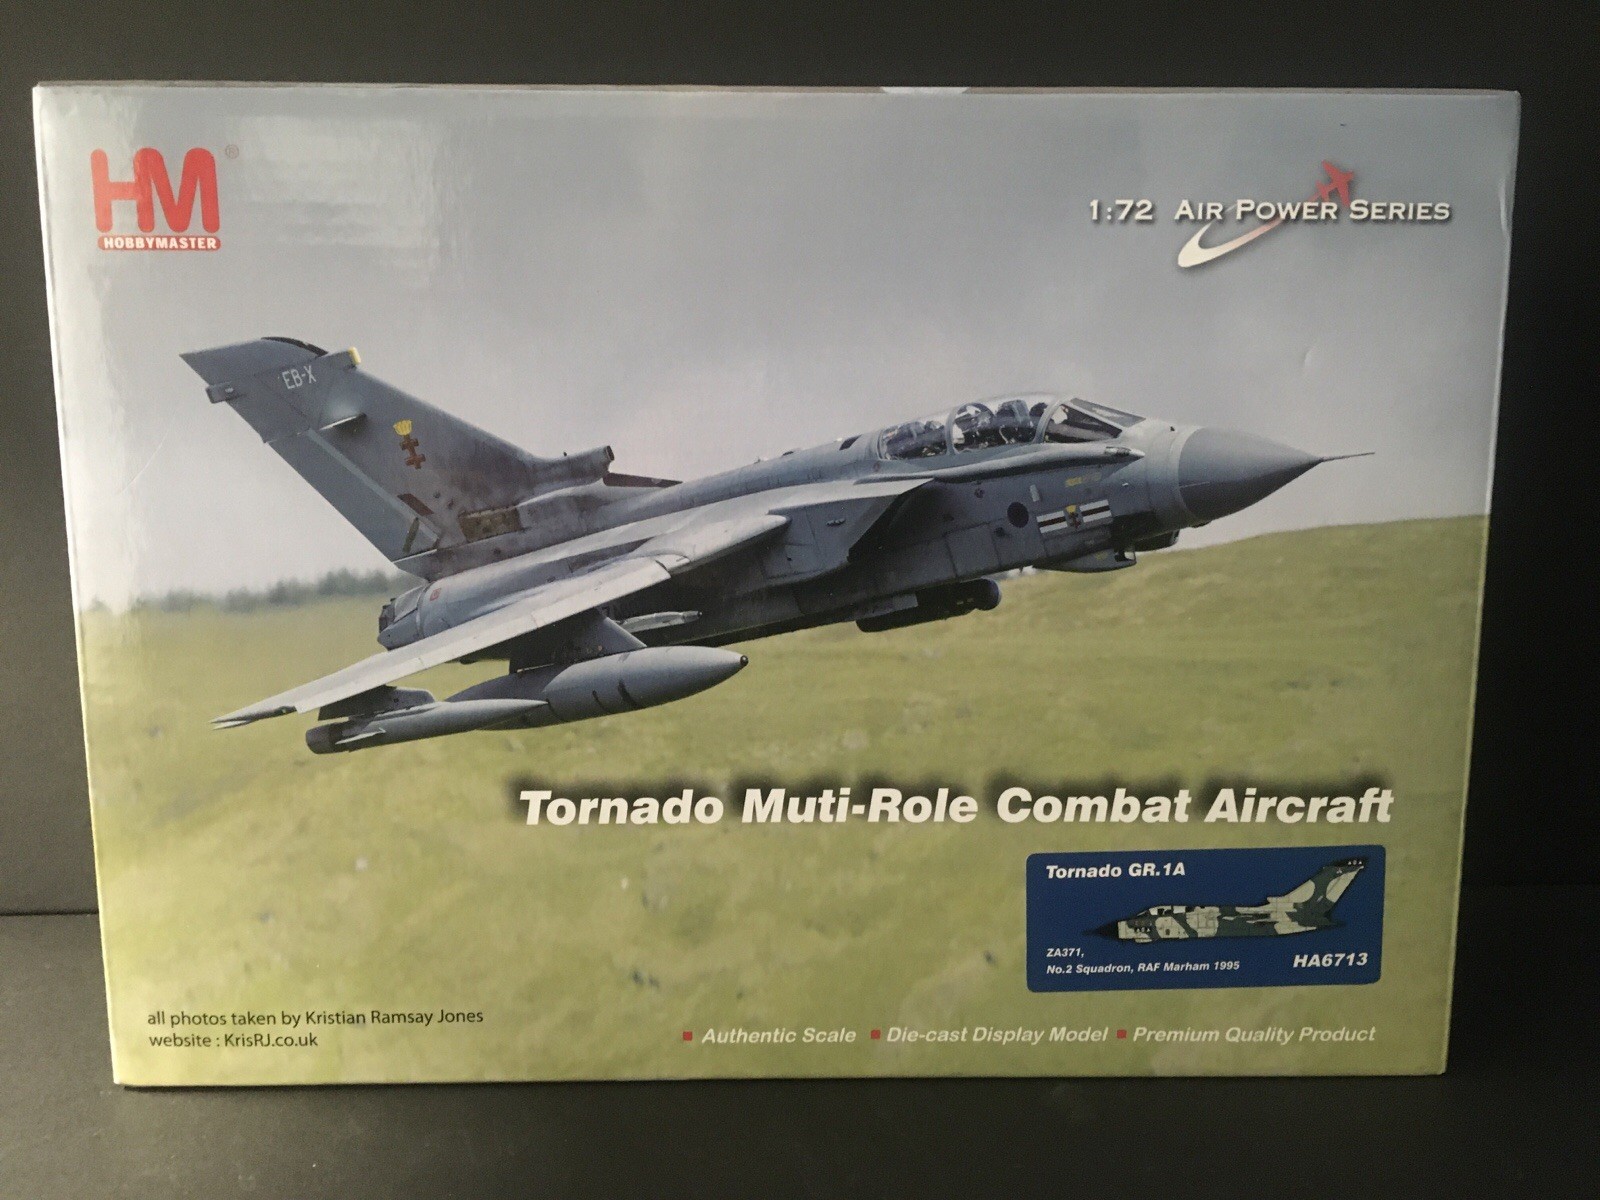 HM®
HOBBYMASTER
1:72 AIR POWER SERIES
EB-X
Tornado Muti-Role Combat Aircraft
Tornado GR.1A
ZA371,
No.2 Squadron, RAF Marham 1995
HA6713
all photos taken by Kristian Ramsay Jones
website : KrisRJ.co.uk
Authentic Scale Die-cast Display Model Premium Quality Product